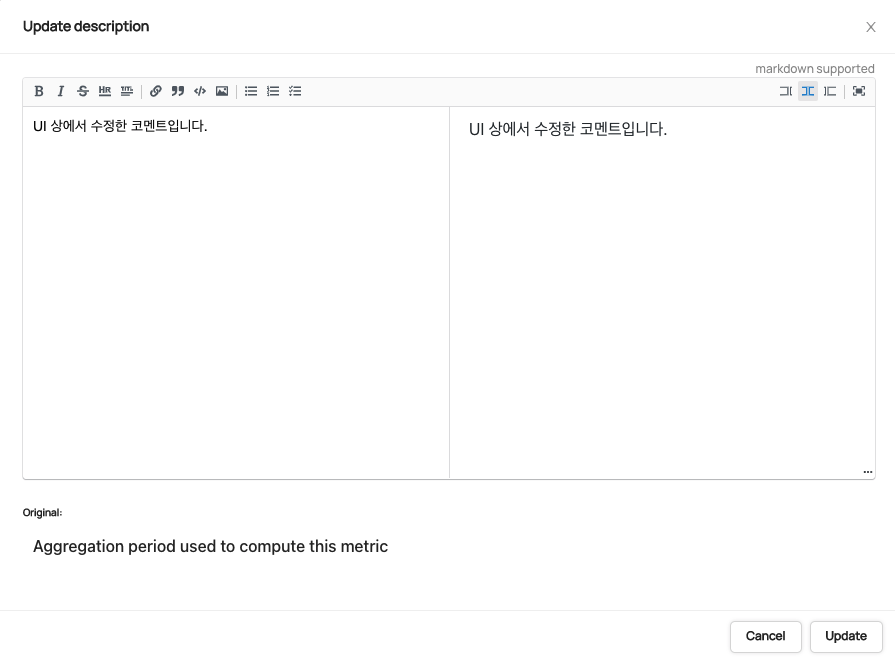 Update description
X
markdown supported
B I S HR TITL
UI 상에서 수정한 코멘트입니다.
UI 상에서 수정한 코멘트입니다.
Original:
Aggregation period used to compute this metric
Cancel Update